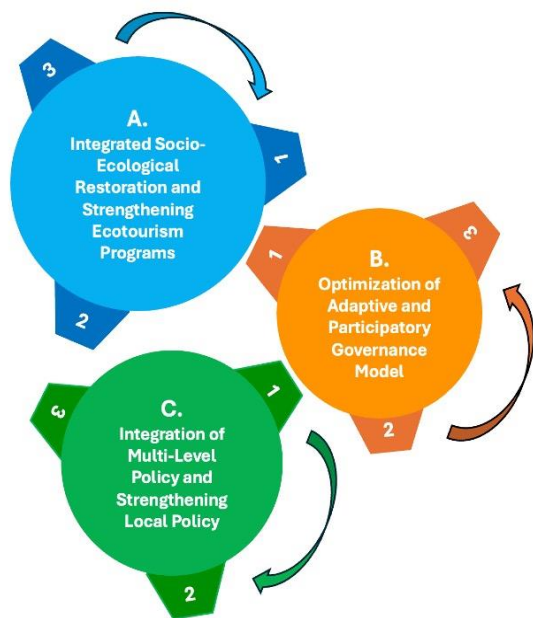 3
A.
Integrated Socio-
Ecological
Restoration and
Strengthening
Ecotourism
Programs
1
2
1
3
B.
Optimization of
Adaptive and
Participatory
Governance
Model
2
3
1
C.
Integration of
Multi-Level
Policy and
Strengthening
Local Policy
2